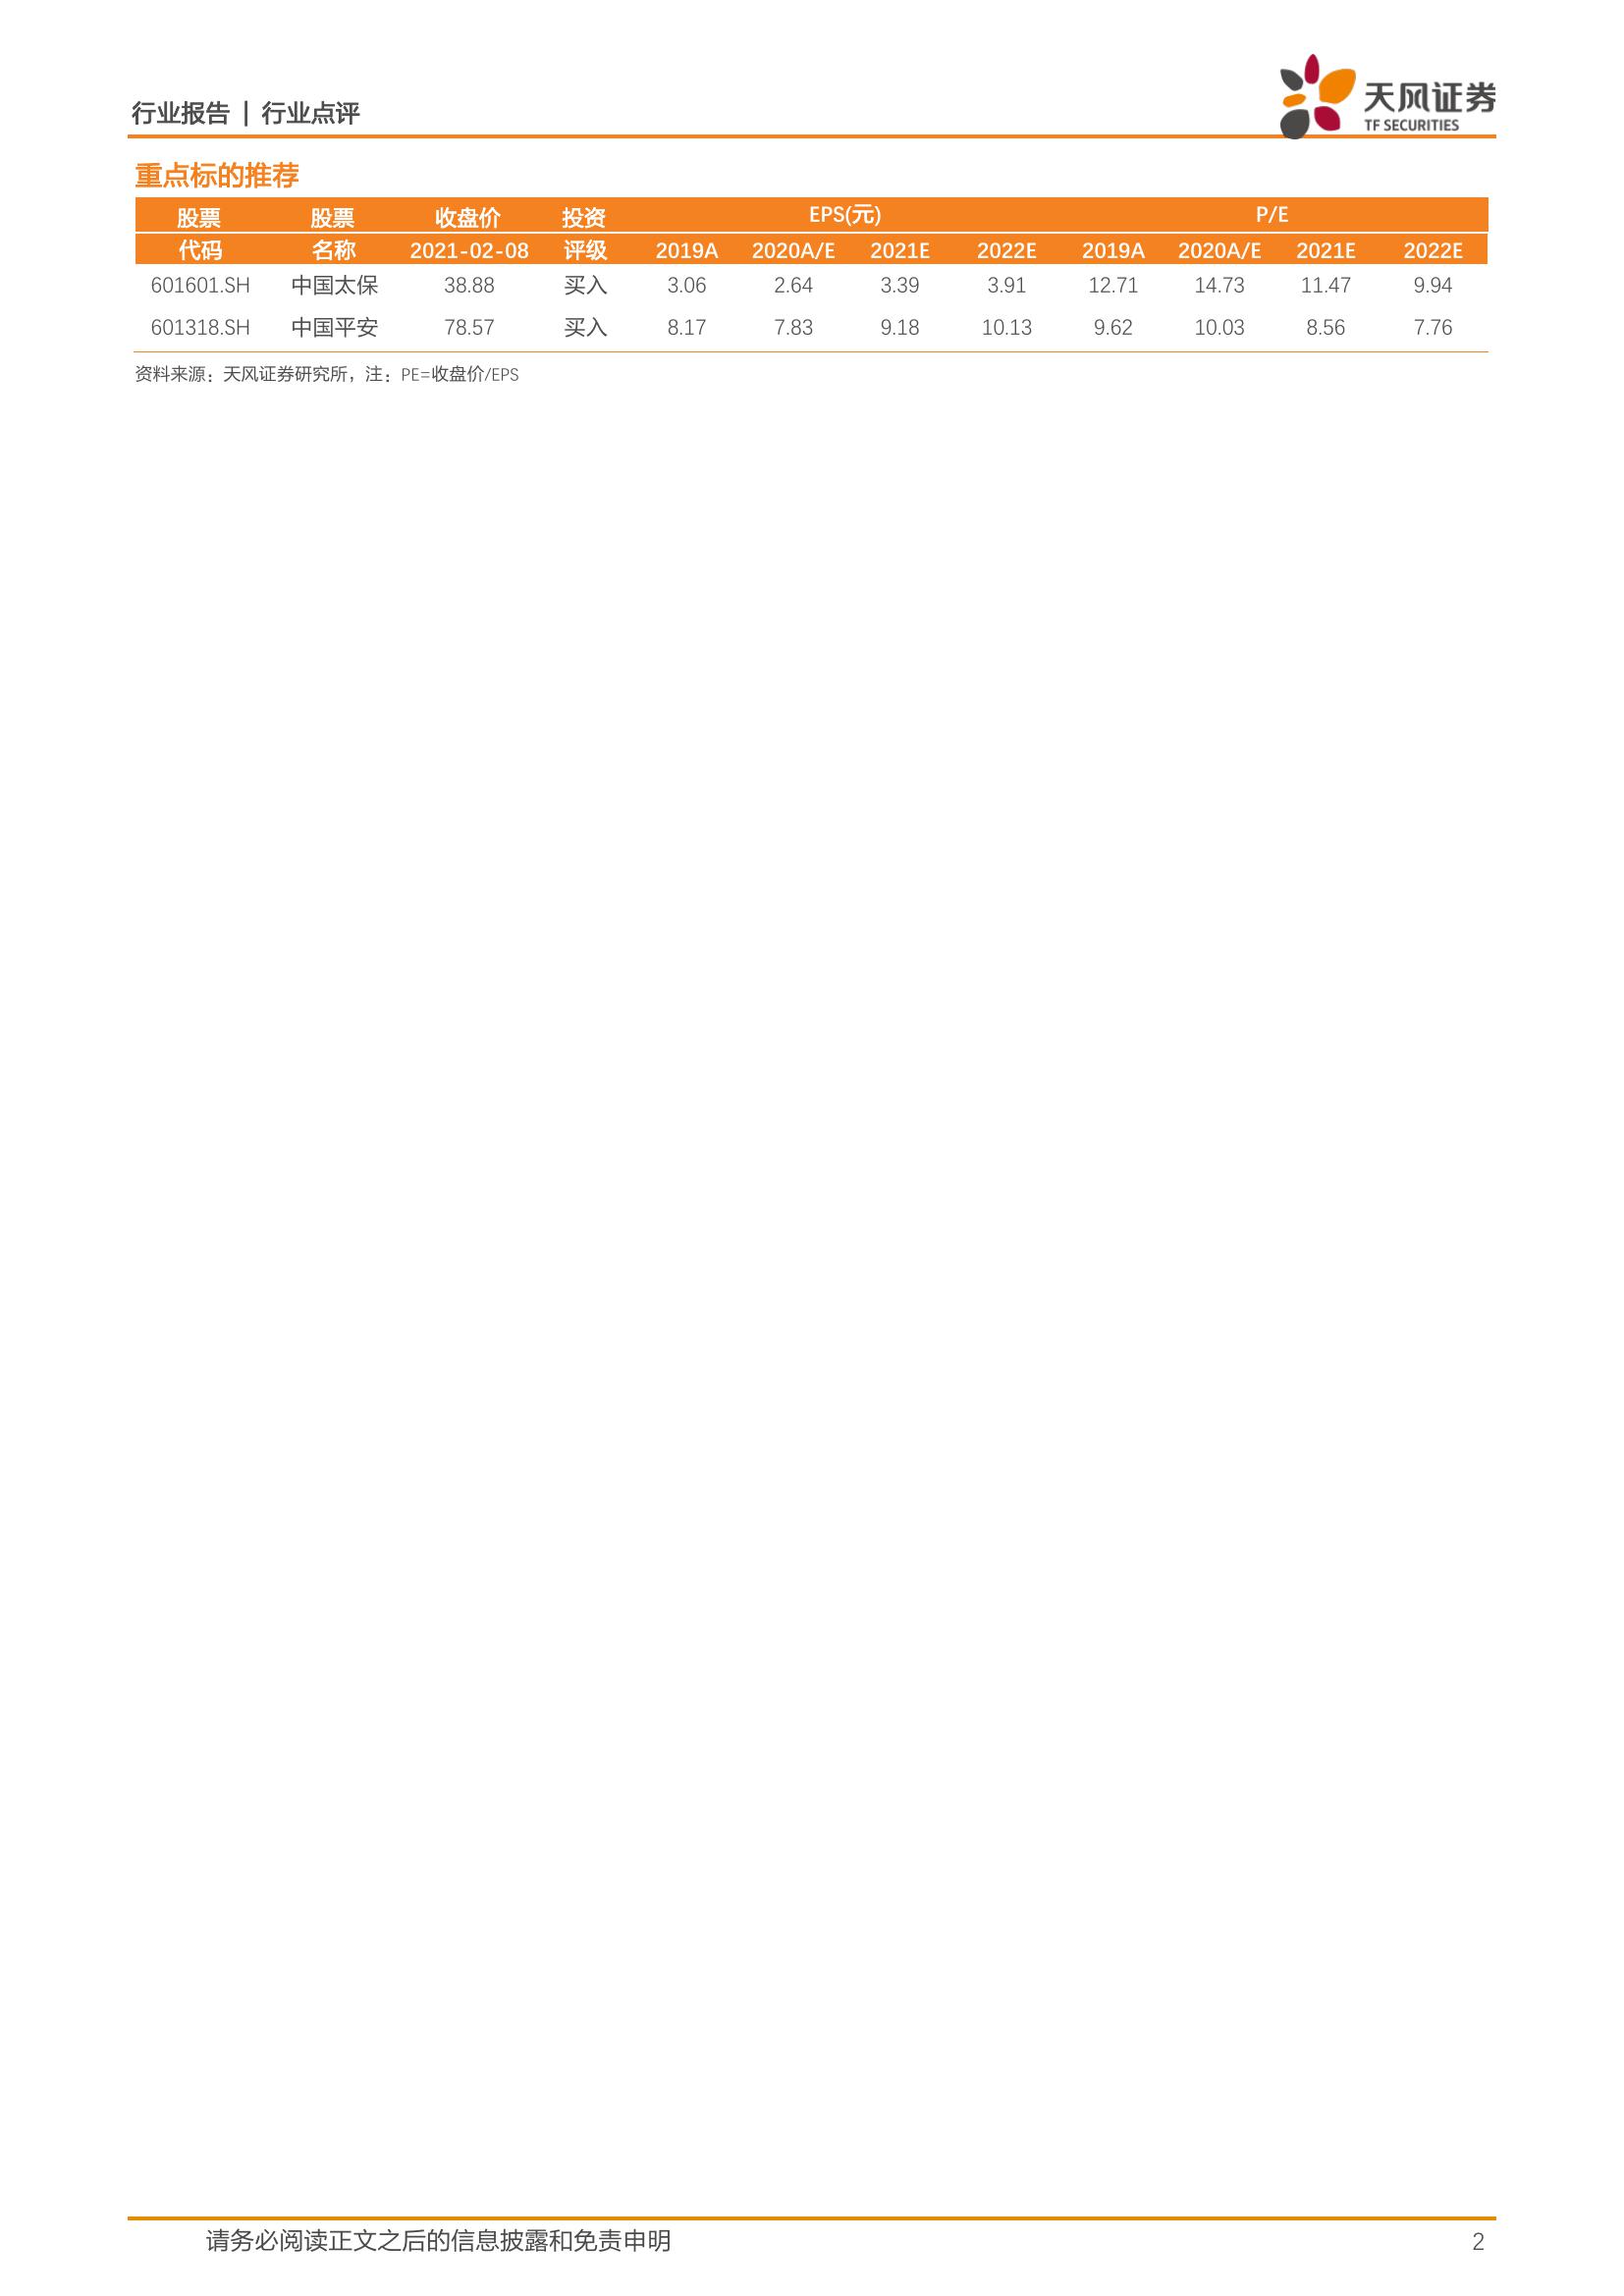 行业报告 | 行业点评
天风证券
TF SECURITIES
重点标的推荐
股票 股票 收盘价 投资 EPS(元) P/E
代码 名称 2021-02-08 评级 2019A 2020A/E 2021E 2022E 2019A 2020A/E 2021E 2022E
601601.SH 中国太保 38.88 买入 3.06 2.64 3.39 3.91 12.71 14.73 11.47 9.94
601318.SH 中国平安 78.57 买入 8.17 7.83 9.18 10.13 9.62 10.03 8.56 7.76
资料来源：天风证券研究所，注：PE=收盘价/EPS
请务必阅读正文之后的信息披露和免责申明 2